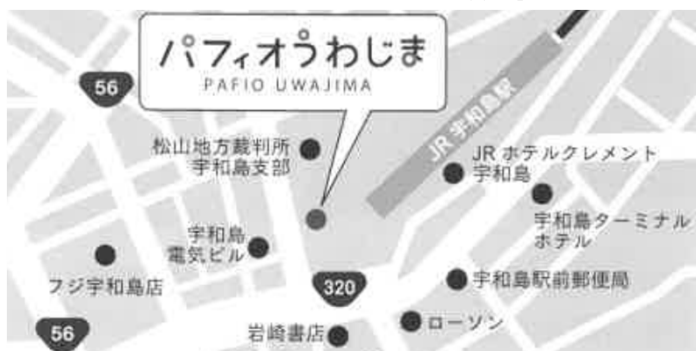 パフィオうわじま
PAFIO UWAJIMA
56
JR 宇和島駅
松山地方裁判所
宇和島支部
JR ホテルクレメント
宇和島
宇和島ターミナル
ホテル
宇和島
電気ビル
フジ宇和島店
320
宇和島駅前郵便局
56
岩崎書店
ローソン